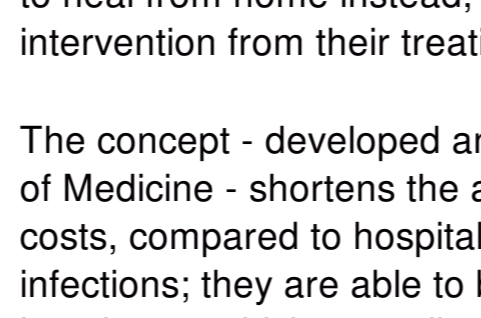 to heal from home instead,
intervention from their treati
The concept - developed an
of Medicine - shortens the a
costs, compared to hospital
infections; they are able to b